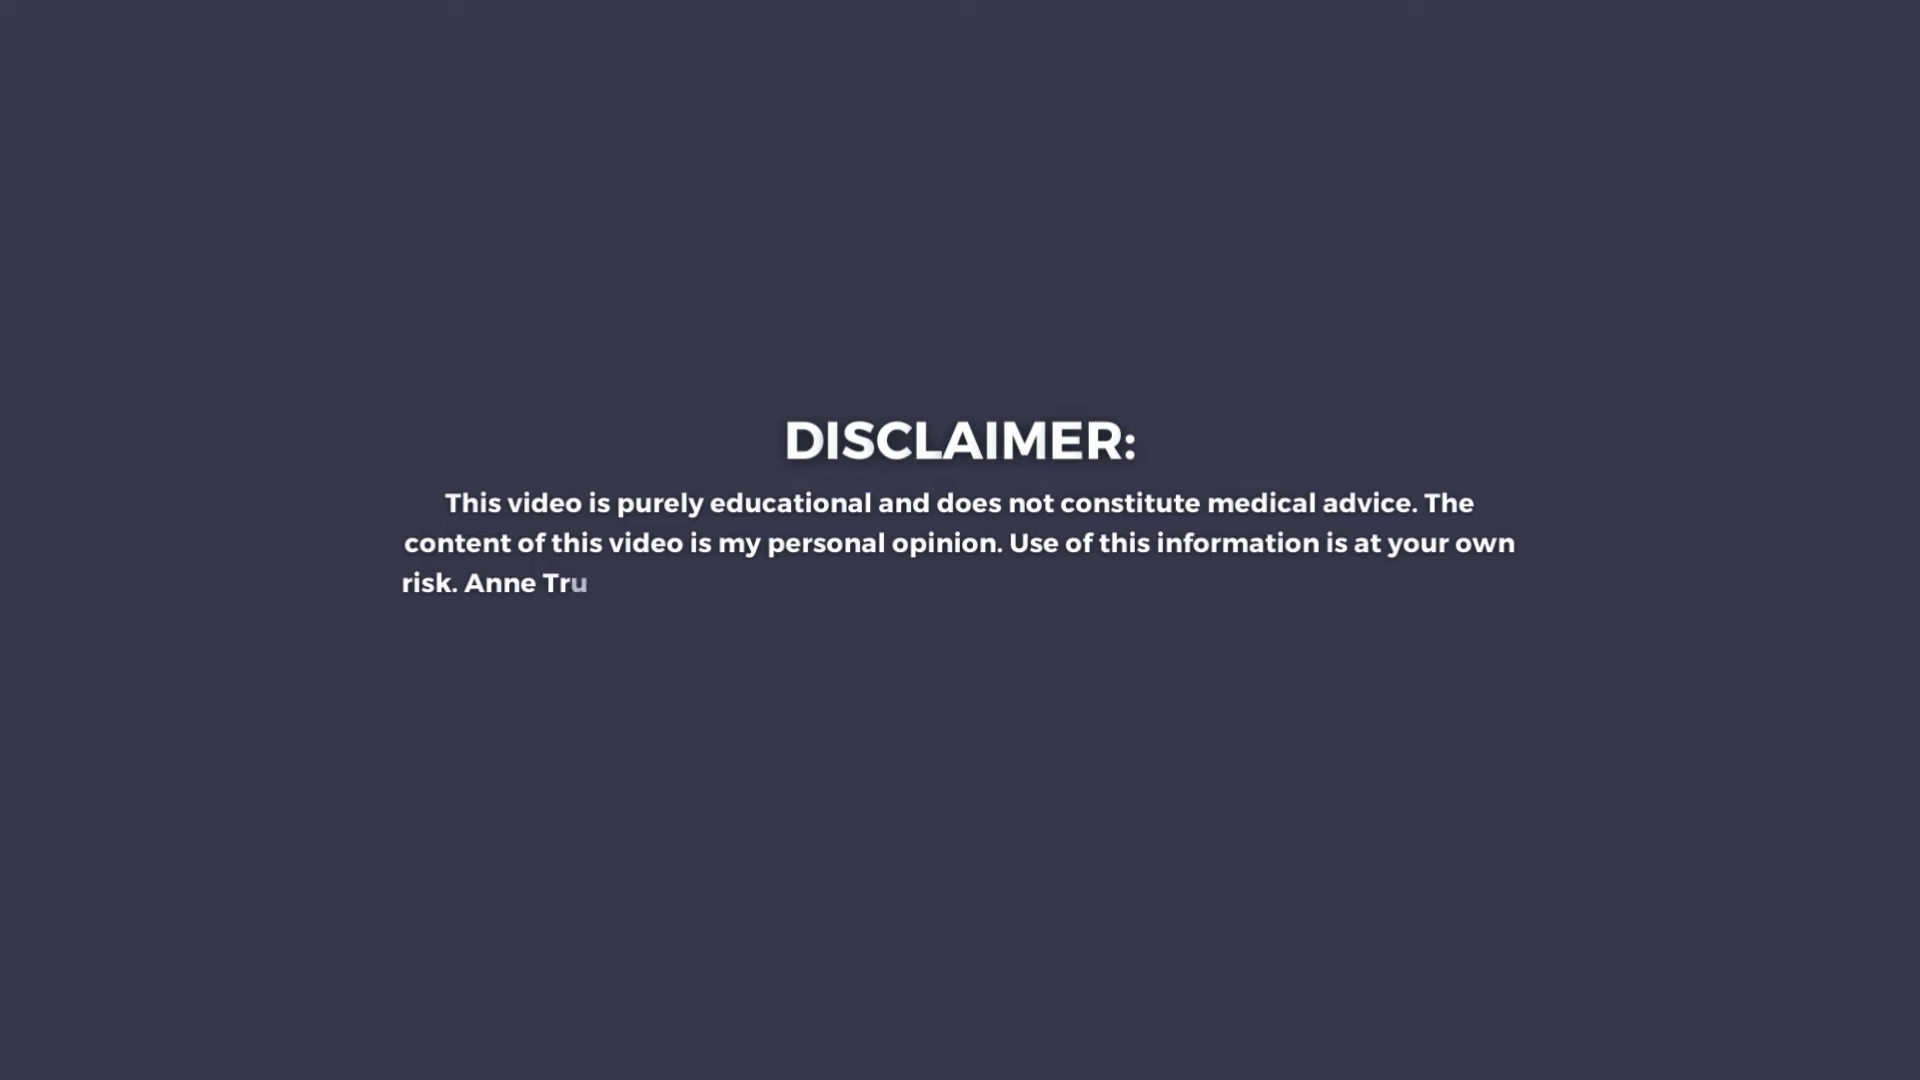 DISCLAIMER:
This video is purely educational and does not constitute medical advice. The
content of this video is my personal opinion. Use of this information is at your own
risk. Anne Tru